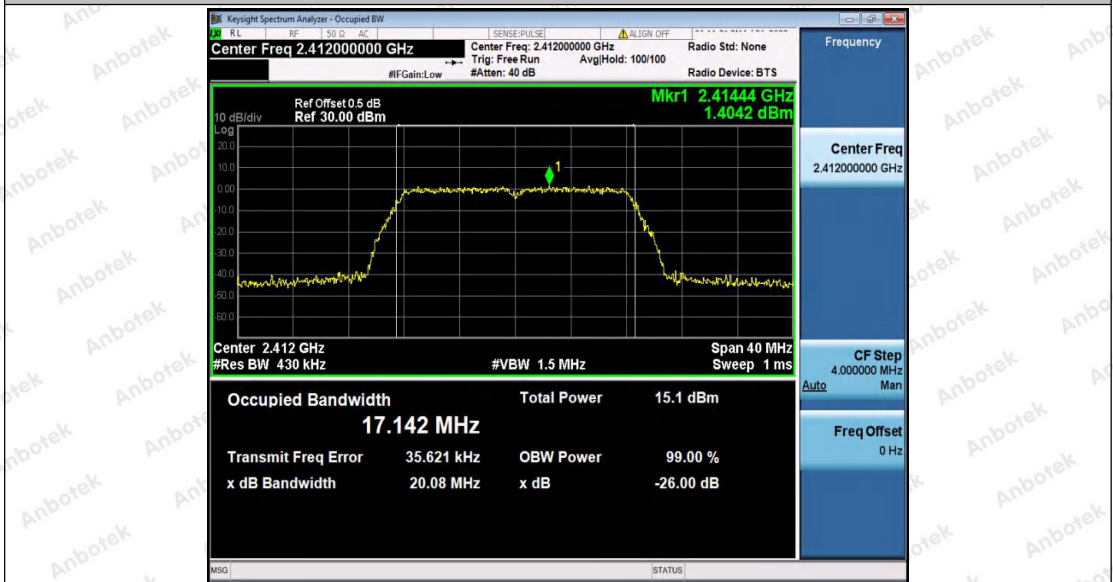 Keysight Spectrum Analyzer - Occupied BW
RL RF 50 Ω AC SENSE:PULSE ALIGN OFF
Center Freq 2.412000000 GHz
Center Freq: 2.412000000 GHz
Radio Std: None
Trig: Free Run Avg|Hold: 100/100
#IFGain:Low #Atten: 40 dB Radio Device: BTS
Frequency
Ref Offset 0.5 dB
10 dB/div Ref 30.00 dBm
Mkr1 2.41444 GHz
1.4042 dBm
Log
20.0
10.0
0.00
-10.0
-20.0
-30.0
-40.0
-50.0
-60.0
1
Center 2.412 GHz Span 40 MHz
#Res BW 430 kHz #VBW 1.5 MHz Sweep 1 ms
Center Freq
2.412000000 GHz
CF Step
4.000000 MHz
Auto Man
Freq Offset
0 Hz
Occupied Bandwidth Total Power 15.1 dBm
17.142 MHz
Transmit Freq Error 35.621 kHz OBW Power 99.00 %
x dB Bandwidth 20.08 MHz x dB -26.00 dB
MSG STATUS
Anbotek